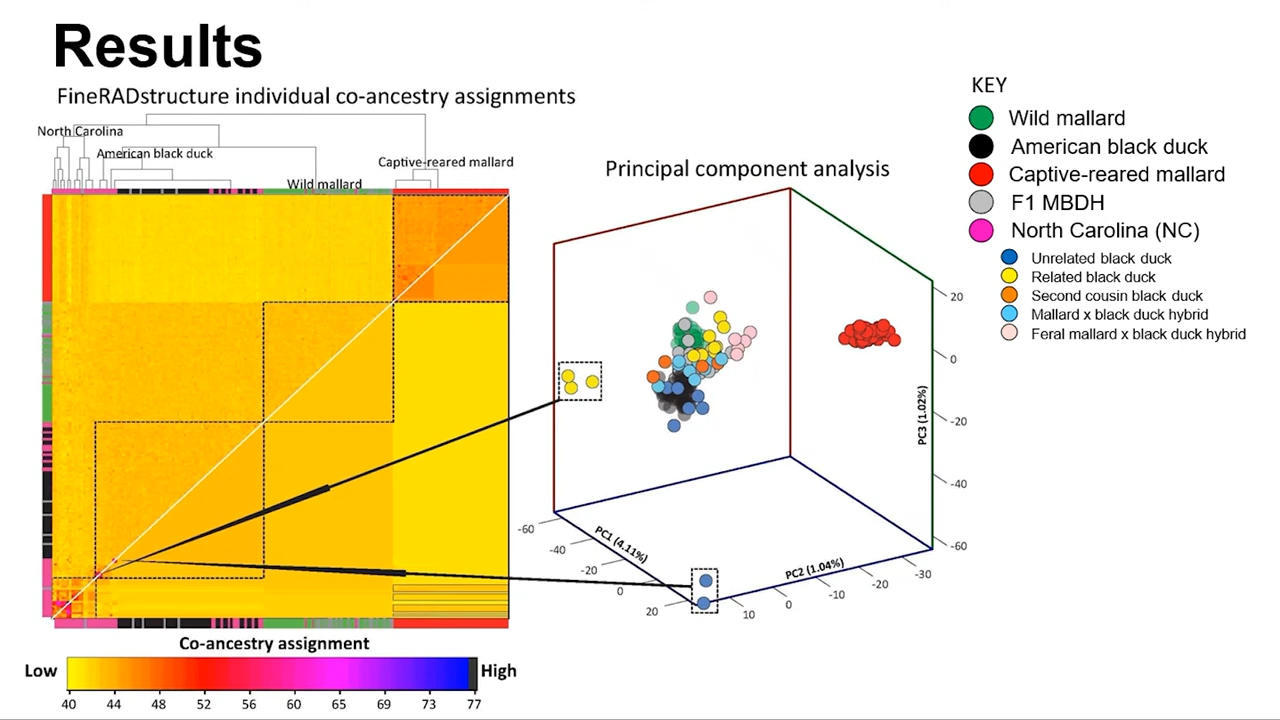 Results
FineRADstructure individual co-ancestry assignments
North Carolina
American black duck
Captive-reared mallard
Wild mallard
Co-ancestry assignment
Low
High
40 44 48 52 56 60 65 69 73 77
Principal component analysis
20
0
-20
-40
-60
PC3 (1.02%)
-60
-40
-20
0
20
PC1 (4.11%)
10
0
-10
-20
-30
PC2 (1.04%)
KEY
Wild mallard
American black duck
Captive-reared mallard
F1 MBDH
North Carolina (NC)
Unrelated black duck
Related black duck
Second cousin black duck
Mallard x black duck hybrid
Feral mallard x black duck hybrid